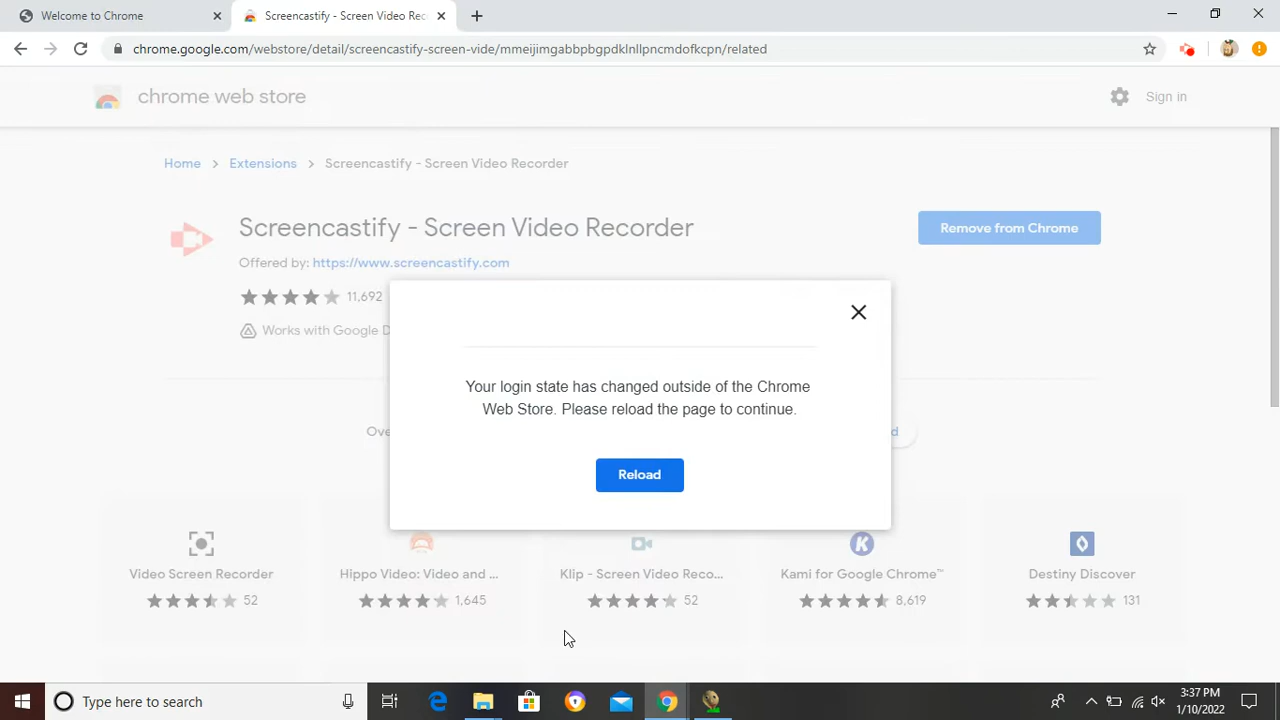 Welcome to Chrome
Screencastify - Screen Video Rec
chrome.google.com/webstore/detail/screencastify-screen-vide/mmeijimgabbpbgpdklnllpncmdofkcpn/related
chrome web store
Sign in
Home > Extensions > Screencastify - Screen Video Recorder
Screencastify - Screen Video Recorder
Remove from Chrome
Offered by: https://www.screencastify.com
11,692
Works with Google D
Your login state has changed outside of the Chrome
Web Store. Please reload the page to continue.
Ove
d
Reload
Video Screen Recorder
Hippo Video: Video and ...
Klip - Screen Video Reco...
Kami for Google Chrome™
Destiny Discover
52
1,645
52
8,619
131
Type here to search
3:37 PM
1/10/2022